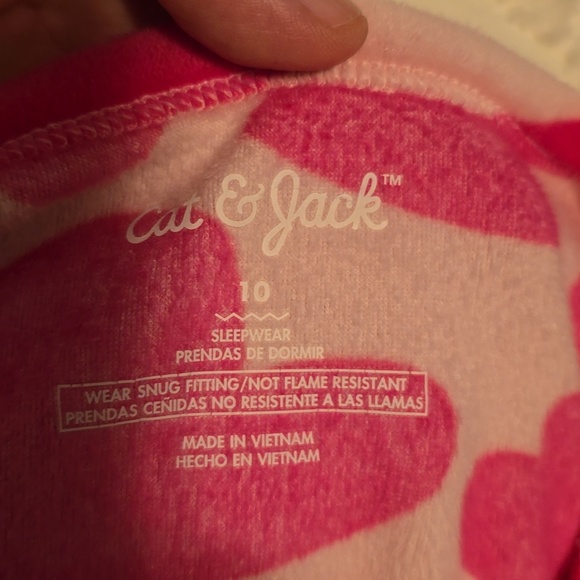 Cat & Jack™
10
SLEEPWEAR
PRENDAS DE DORMIR
WEAR SNUG FITTING/NOT FLAME RESISTANT
PRENDAS CEÑIDAS NO RESISTENTE A LAS LLAMAS
MADE IN VIETNAM
HECHO EN VIETNAM